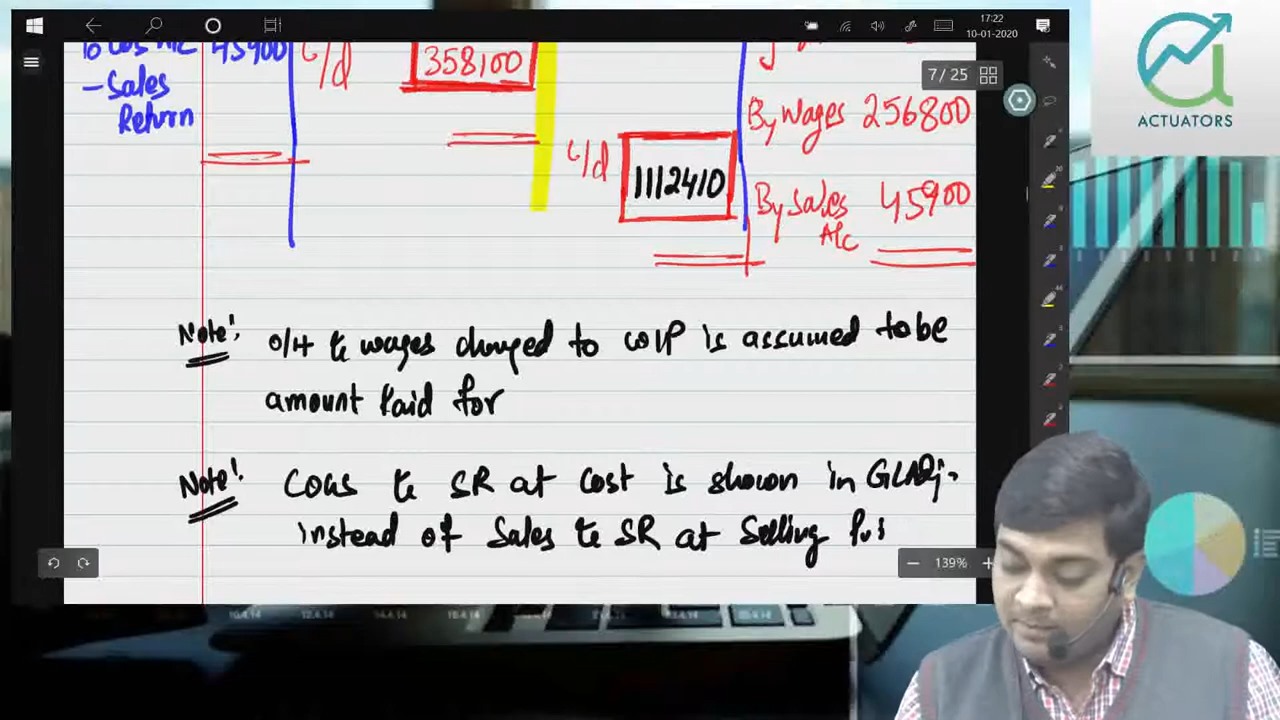 17:22
10-01-2020
7 / 25
ACTUATORS
To COGS A/c 45900
- Sales
Return
c/d 358100
By Wages 256800
c/d 1112410
By Sales 45900
A/c
Note! O/H & wages charged to WIP is assumed to be
amount paid for
Note! COGS & SR at cost is shown in GLAdj.
instead of Sales & SR at Selling Pri
139%